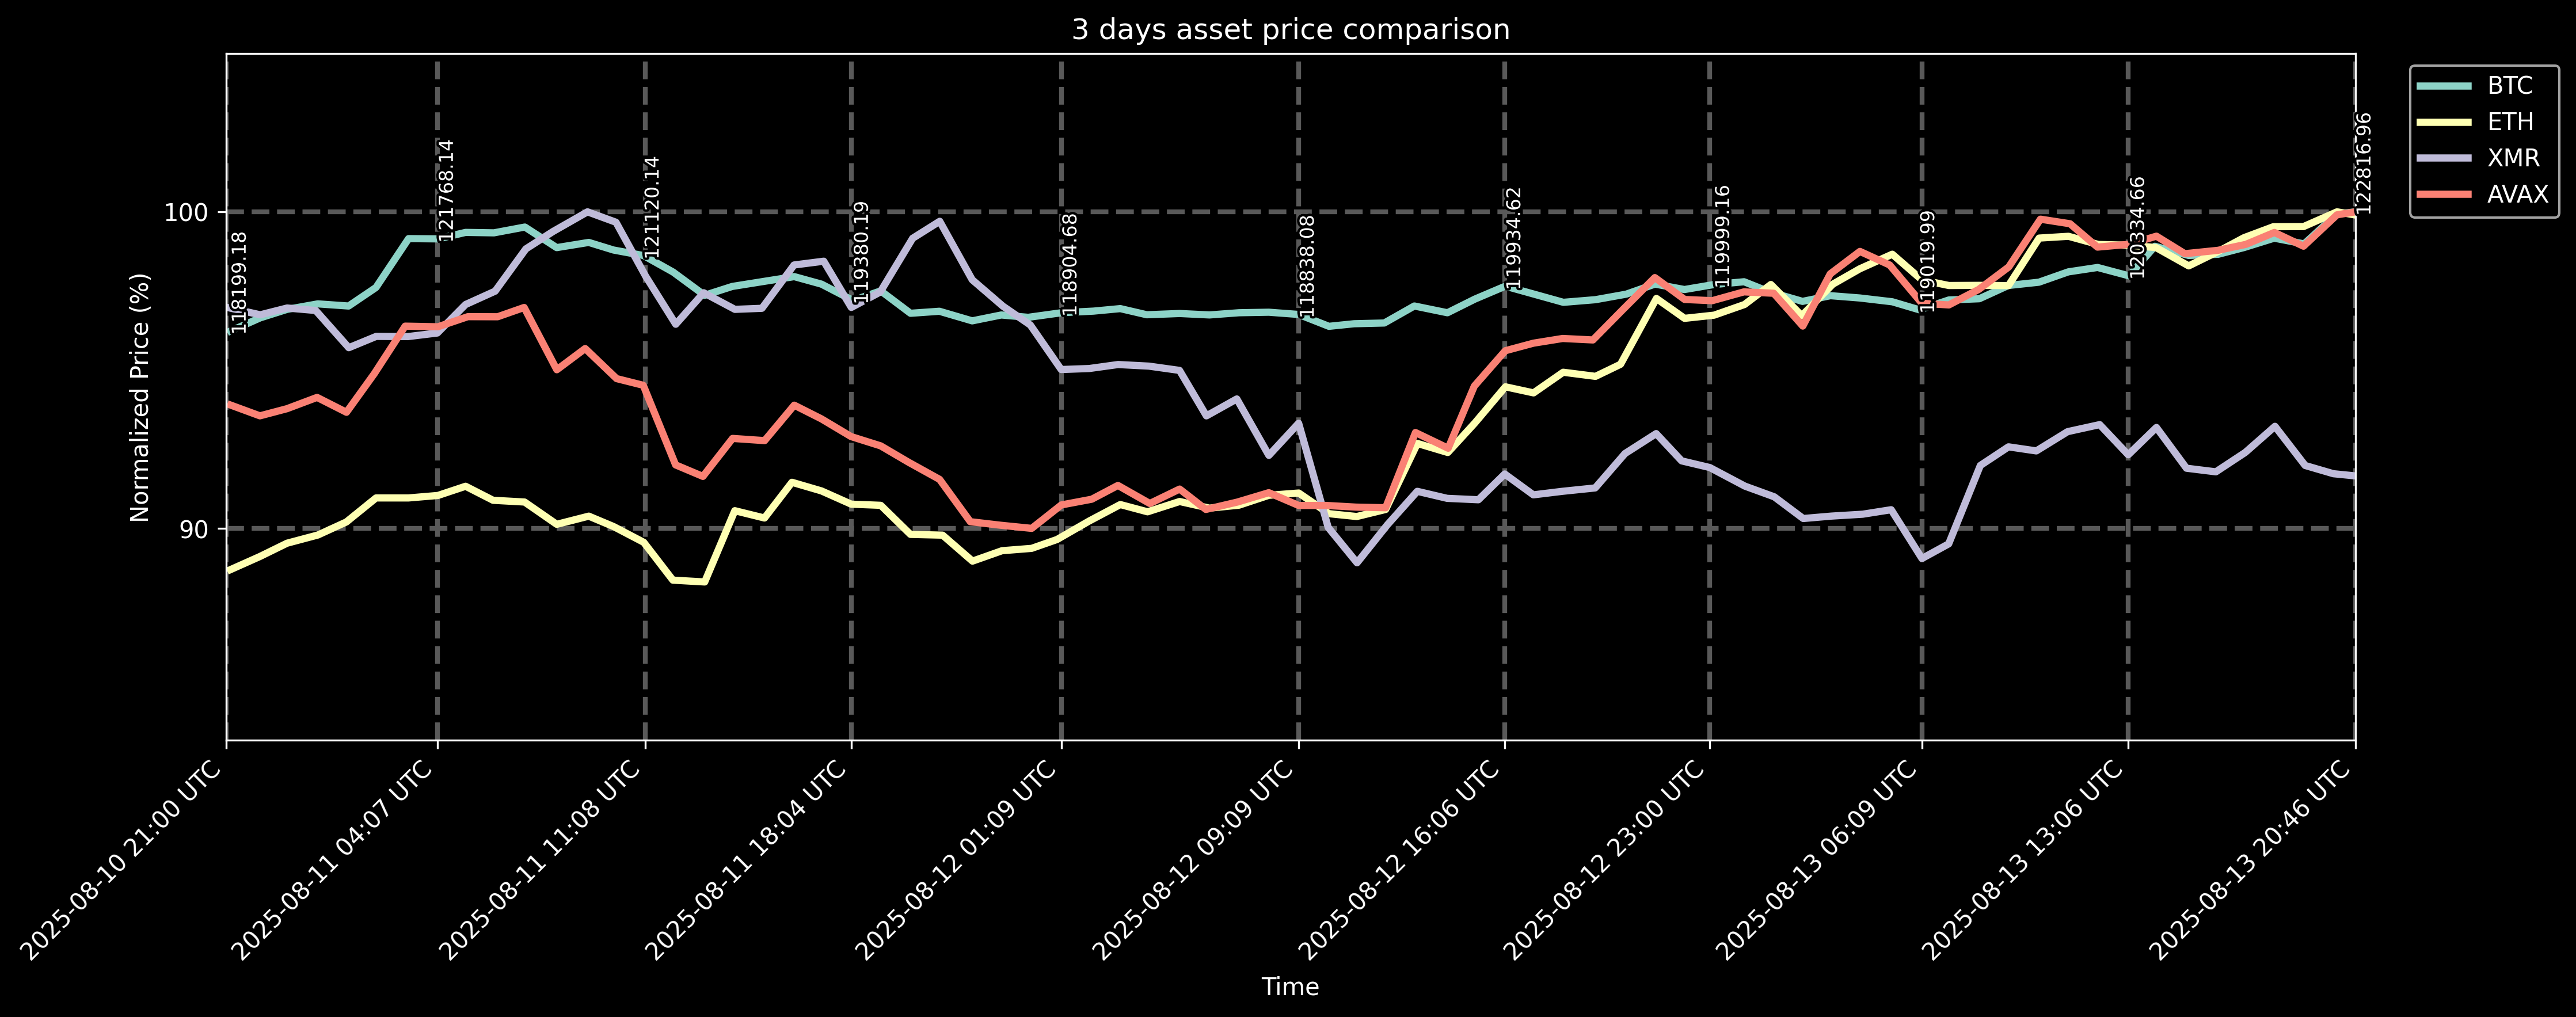 3 days asset price comparison
BTC
ETH
XMR
AVAX
Normalized Price (%)
100
90
118199.18
121768.14
121120.14
119380.19
118904.68
118838.08
119934.62
119999.16
119019.99
120334.66
122816.96
2025-08-10 21:00 UTC
2025-08-11 04:07 UTC
2025-08-11 11:08 UTC
2025-08-11 18:04 UTC
2025-08-12 01:09 UTC
2025-08-12 09:09 UTC
2025-08-12 16:06 UTC
2025-08-12 23:00 UTC
2025-08-13 06:09 UTC
2025-08-13 13:06 UTC
2025-08-13 20:46 UTC
Time